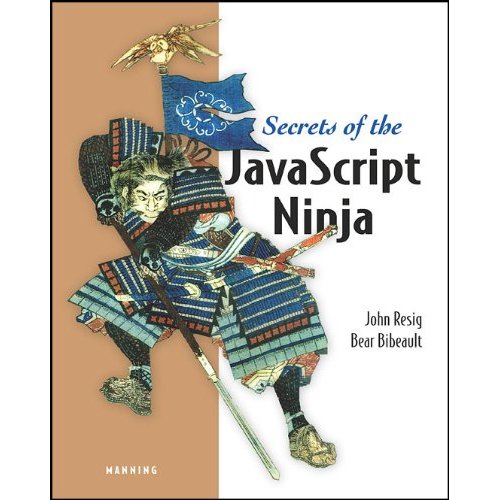 Secrets of the
JavaScript
Ninja
John Resig
Bear Bibeault
MANNING